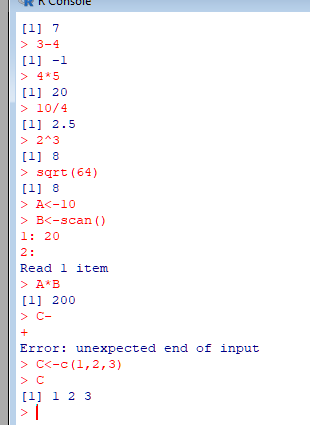 R Console
[1] 7
> 3-4
[1] -1
> 4*5
[1] 20
> 10/4
[1] 2.5
> 2^3
[1] 8
> sqrt(64)
[1] 8
> A<-10
> B<-scan()
1: 20
2:
Read 1 item
> A*B
[1] 200
> C-
+
Error: unexpected end of input
> C<-c(1,2,3)
> C
[1] 1 2 3
>